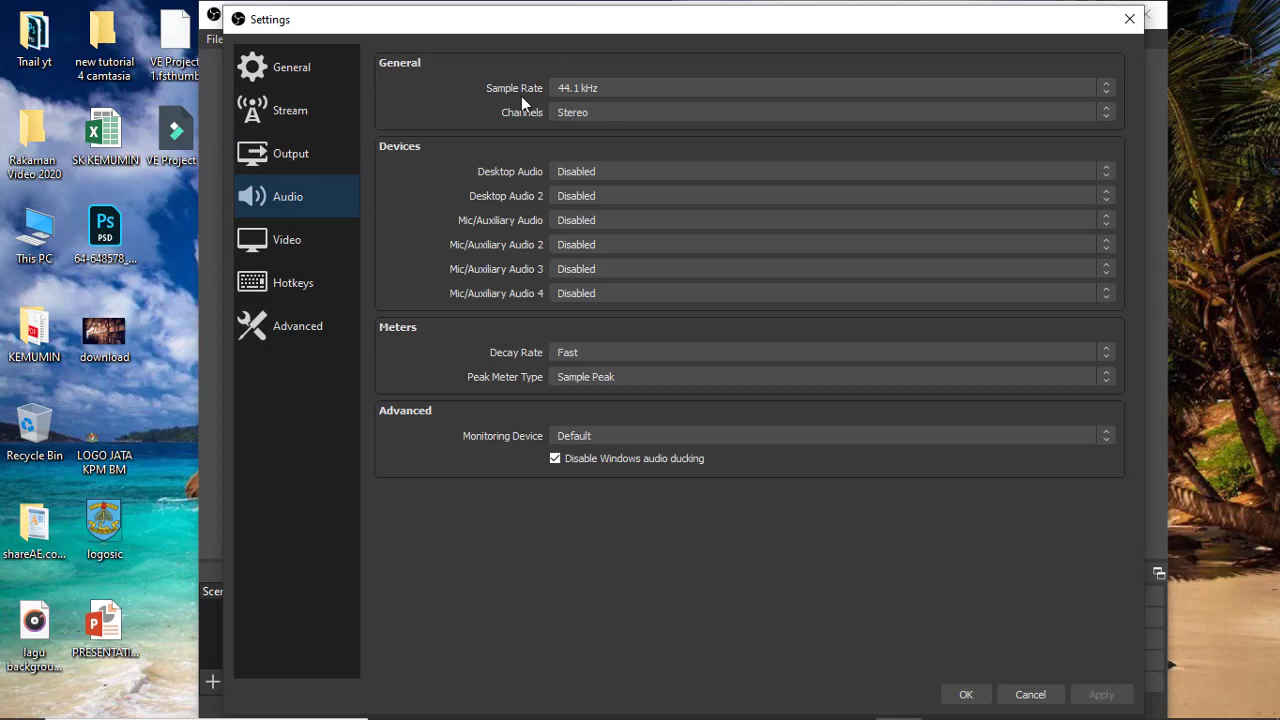 Settings
File
Tnail yt
new tutorial
4 camtasia
VE Project
1.fsthumb
Rakaman
Video 2020
SK KEMUMIN
VE Project
This PC
64-648578_...
KEMUMIN
download
Recycle Bin
LOGO JATA
KPM BM
shareAE.co...
logosic
lagu
backgrou...
PRESENTATI...
PDF
Ps
PSD
General
Stream
Output
Audio
Video
Hotkeys
Advanced
General
Sample Rate 44.1 kHz
Channels Stereo
Devices
Desktop Audio Disabled
Desktop Audio 2 Disabled
Mic/Auxiliary Audio Disabled
Mic/Auxiliary Audio 2 Disabled
Mic/Auxiliary Audio 3 Disabled
Mic/Auxiliary Audio 4 Disabled
Meters
Decay Rate Fast
Peak Meter Type Sample Peak
Advanced
Monitoring Device Default
Disable Windows audio ducking
Scen
OK Cancel Apply